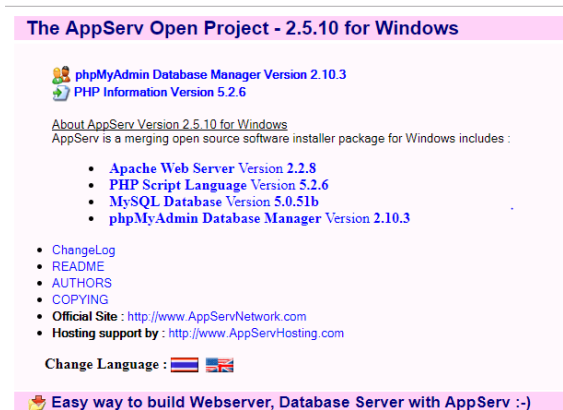 The AppServ Open Project - 2.5.10 for Windows
phpMyAdmin Database Manager Version 2.10.3
PHP Information Version 5.2.6
About AppServ Version 2.5.10 for Windows
AppServ is a merging open source software installer package for Windows includes :
• Apache Web Server Version 2.2.8
• PHP Script Language Version 5.2.6
• MySQL Database Version 5.0.51b
• phpMyAdmin Database Manager Version 2.10.3
• ChangeLog
• README
• AUTHORS
• COPYING
• Official Site : http://www.AppServNetwork.com
• Hosting support by : http://www.AppServHosting.com
Change Language :
Easy way to build Webserver, Database Server with AppServ :-)